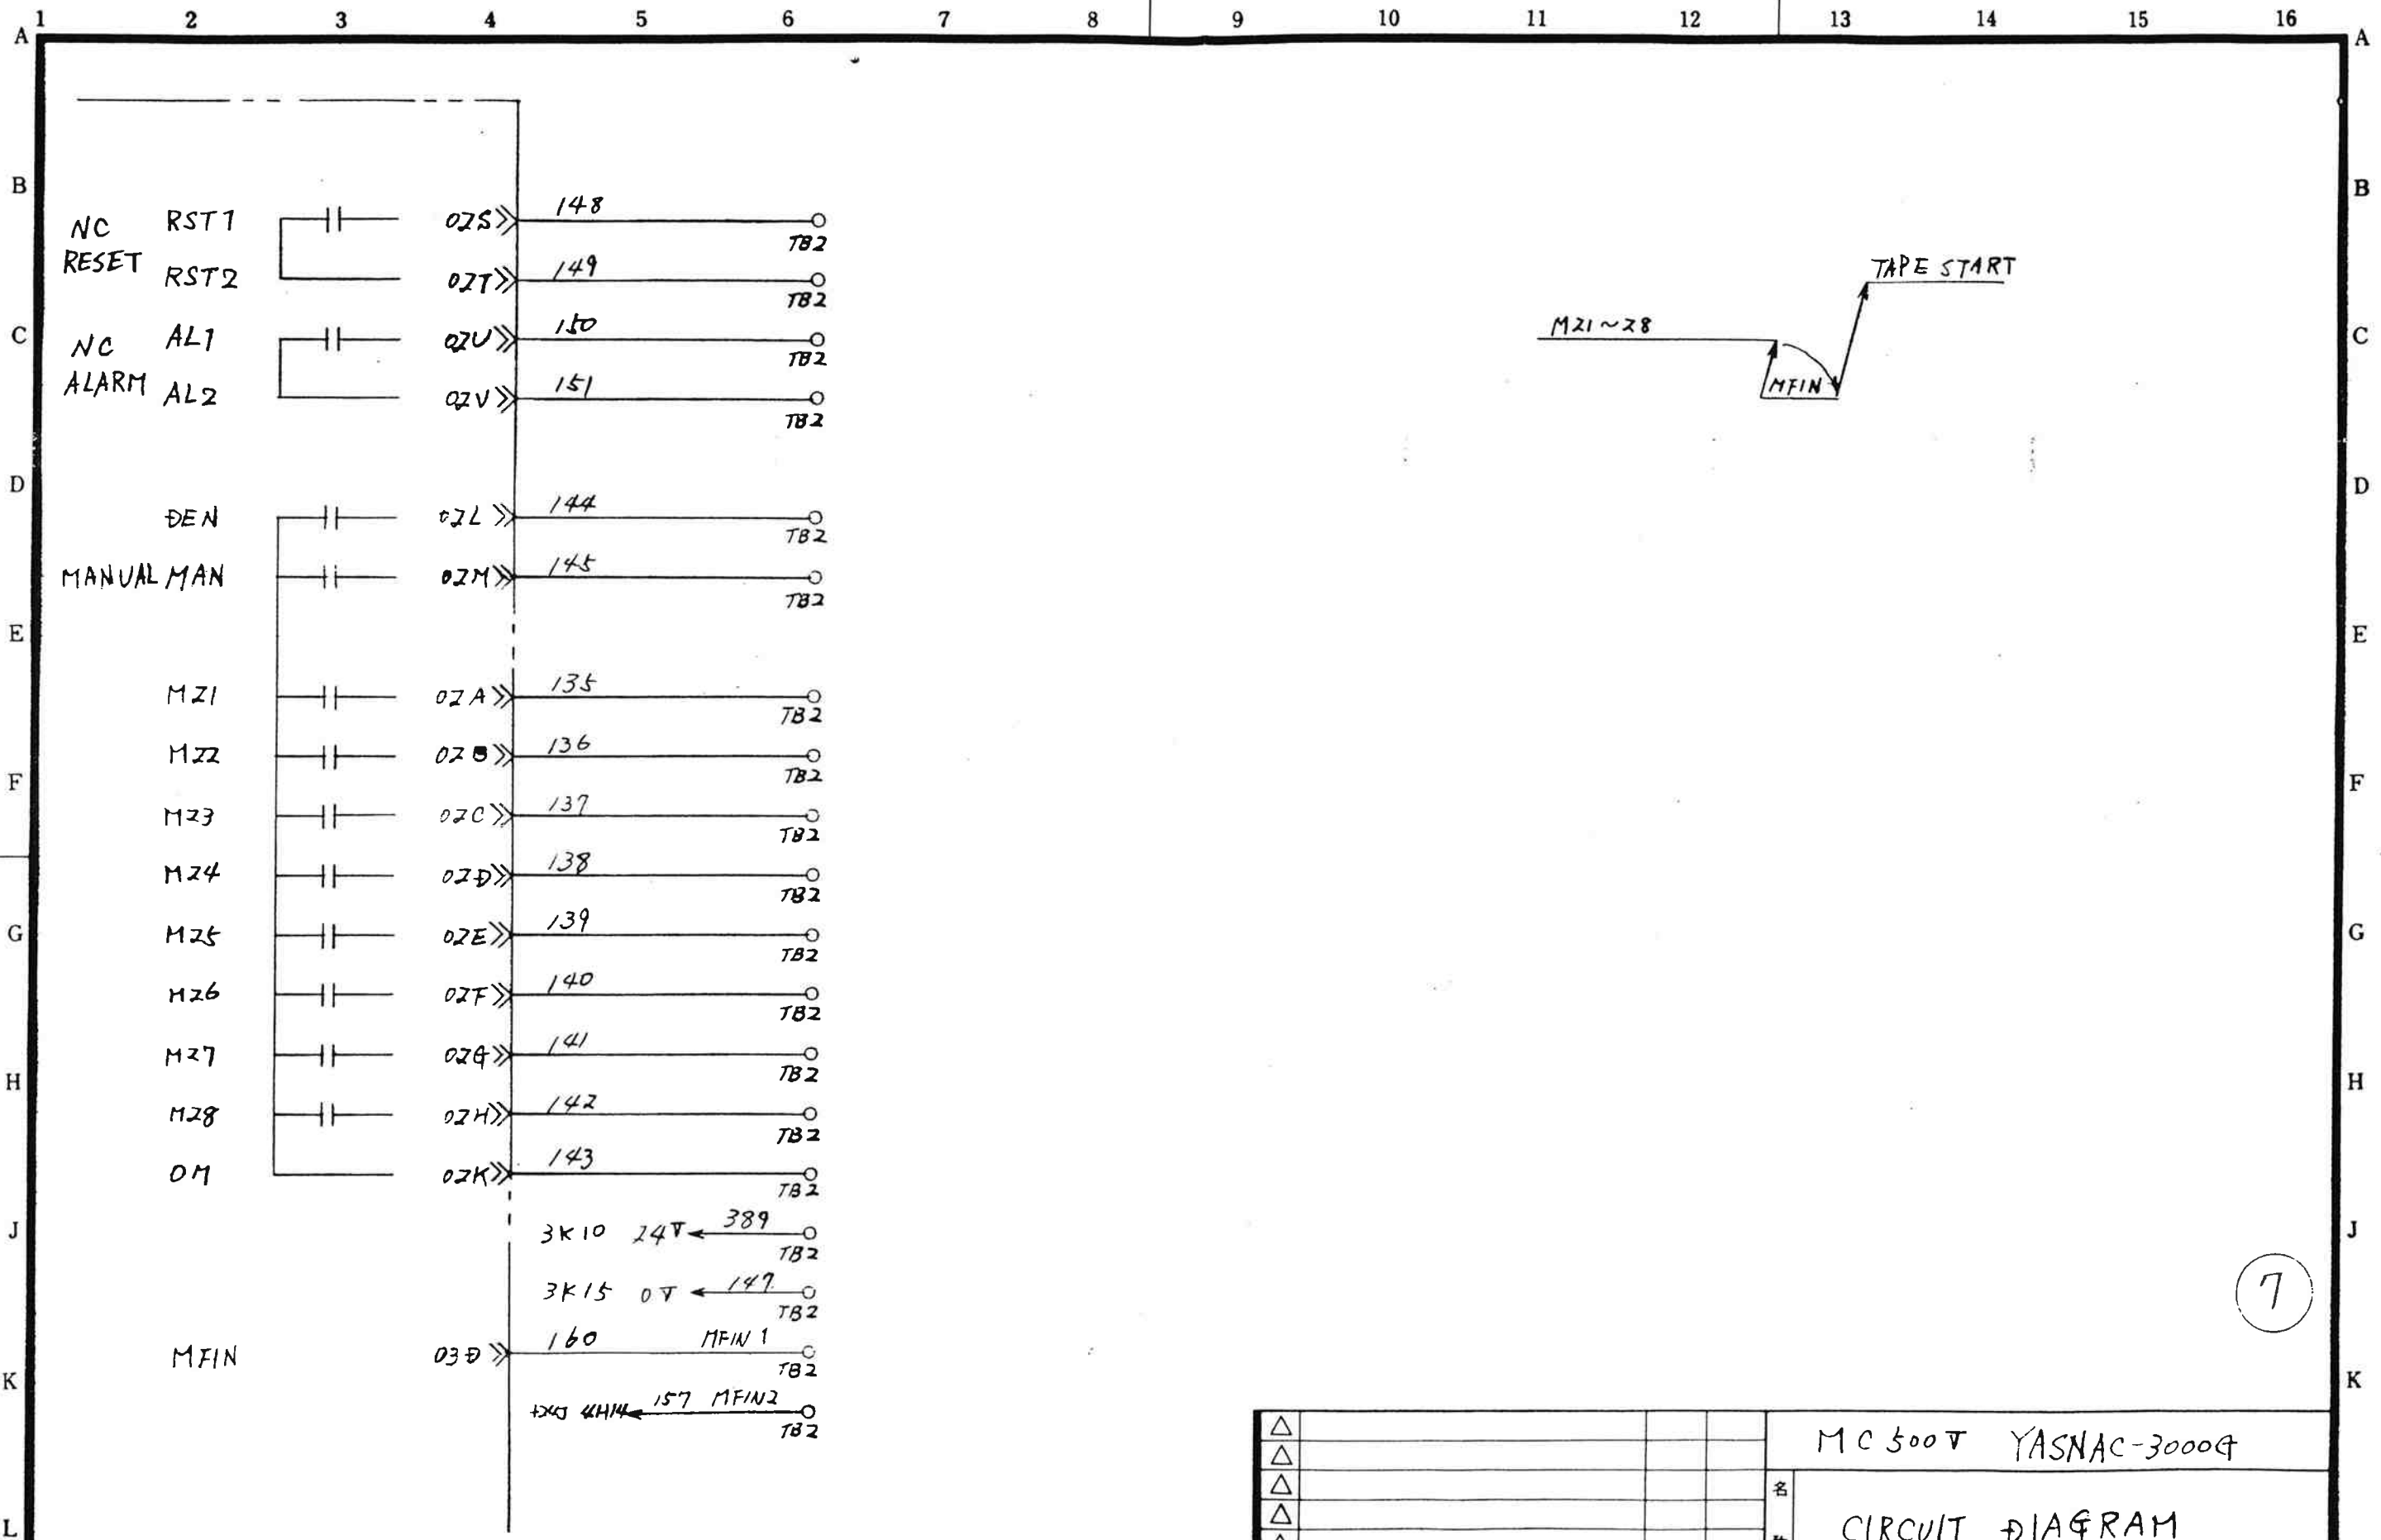 1 2 3 4 5 6 7 8 9 10 11 12 13 14 15 16
A A
B B
NC RESET RST1 02S 148 TB2
RST2 02T 149 TB2
TAPE START
C C
NC ALARM AL1 02U 150 TB2
M21~28
AL2 02V 151 TB2
MFIN
D D
DEN 02L 144 TB2
MANUAL MAN 02M 145 TB2
E E
M21 02A 135 TB2
M22 02B 136 TB2
F F
M23 02C 137 TB2
M24 02D 138 TB2
G G
M25 02E 139 TB2
M26 02F 140 TB2
M27 02G 141 TB2
H H
M28 02H 142 TB2
OM 02K 143 TB2
J J
3K10 24V 389 TB2
3K15 0V 147 TB2
7
MFIN 03D 160 MFIN 1 TB2
K K
157 MFIN2 TB2
MC 500V YASNAC-3000G
名
CIRCUIT DIAGRAM
L